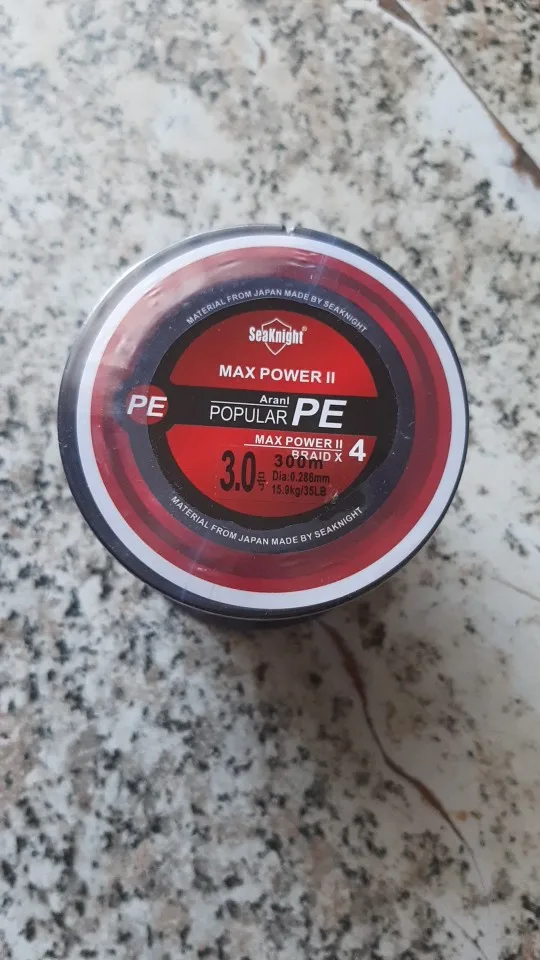 MATERIAL FROM JAPAN MADE BY SEAKNIGHT
SeaKnight®
MAX POWER II
PE
Aranl
POPULAR PE
MAX POWER II
BRAID X 4
3.0号
300m
Dia:0.286mm
15.9kg/35LB
MATERIAL FROM JAPAN MADE BY SEAKNIGHT